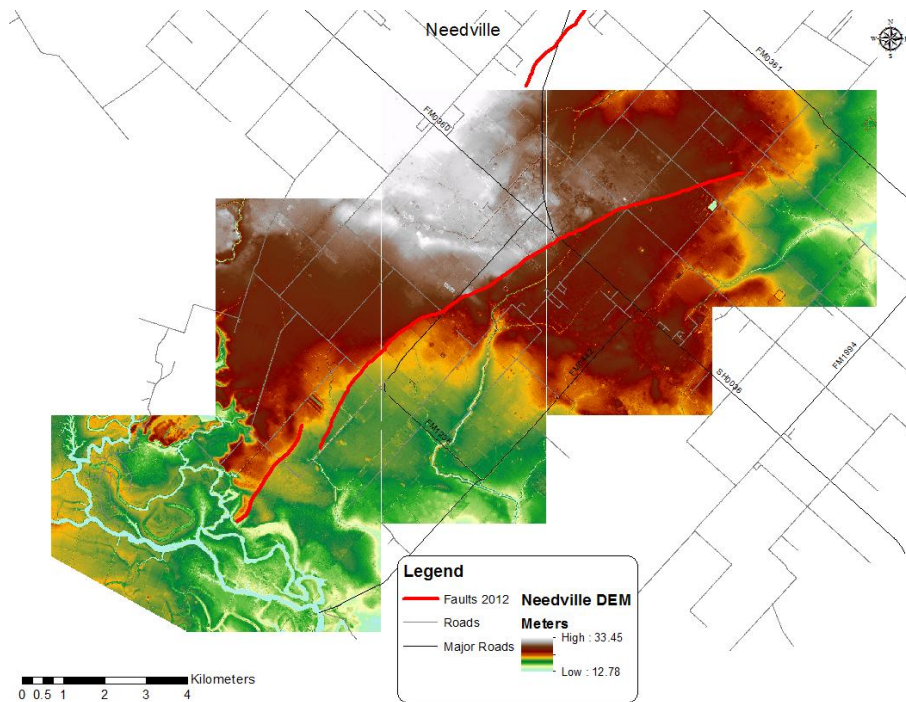 Needville
N
W
S
FM0361
FM0360
FM1994
SH0036
Legend
Faults 2012
Roads
Major Roads
Needville DEM
Meters
High : 33.45
Low : 12.78
Kilometers
0 0.5 1 2 3 4